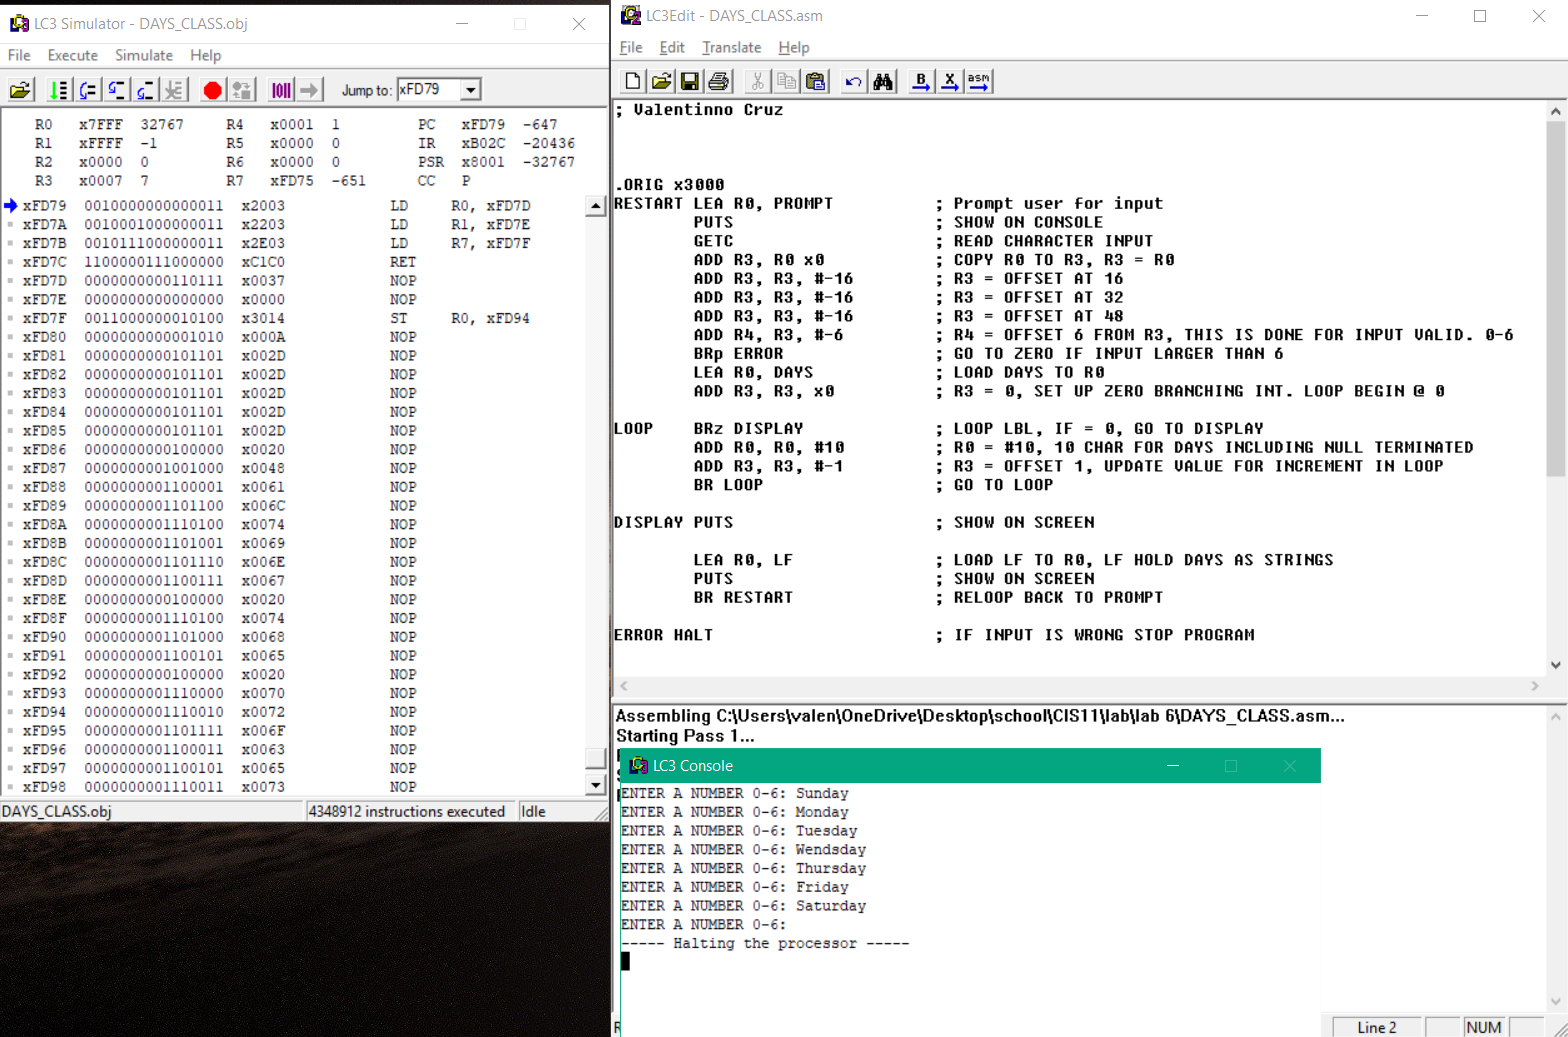 LC3 Simulator - DAYS_CLASS.obj
File Execute Simulate Help
Jump to: xFD79
R0 x7FFF 32767 R4 x0001 1 PC xFD79 -647
R1 xFFFF -1 R5 x0000 0 IR xB02C -20436
R2 x0000 0 R6 x0000 0 PSR x8001 -32767
R3 x0007 7 R7 xFD75 -651 CC P
xFD79 0010000000000011 x2003 LD R0, xFD7D
xFD7A 0010001000000011 x2203 LD R1, xFD7E
xFD7B 0010111000000011 x2E03 LD R7, xFD7F
xFD7C 1100000111000000 xC1C0 RET
xFD7D 0000000000110111 x0037 NOP
xFD7E 0000000000000000 x0000 NOP
xFD7F 0011000000010100 x3014 ST R0, xFD94
xFD80 0000000000001010 x000A NOP
xFD81 0000000000101101 x002D NOP
xFD82 0000000000101101 x002D NOP
xFD83 0000000000101101 x002D NOP
xFD84 0000000000101101 x002D NOP
xFD85 0000000000101101 x002D NOP
xFD86 0000000000100000 x0020 NOP
xFD87 0000000001001000 x0048 NOP
xFD88 0000000001100001 x0061 NOP
xFD89 0000000001101100 x006C NOP
xFD8A 0000000001110100 x0074 NOP
xFD8B 0000000001101001 x0069 NOP
xFD8C 0000000001101110 x006E NOP
xFD8D 0000000001100111 x0067 NOP
xFD8E 0000000000100000 x0020 NOP
xFD8F 0000000001110100 x0074 NOP
xFD90 0000000001101000 x0068 NOP
xFD91 0000000001100101 x0065 NOP
xFD92 0000000000100000 x0020 NOP
xFD93 0000000001110000 x0070 NOP
xFD94 0000000001110010 x0072 NOP
xFD95 0000000001101111 x006F NOP
xFD96 0000000001100011 x0063 NOP
xFD97 0000000001100101 x0065 NOP
xFD98 0000000001110011 x0073 NOP
DAYS_CLASS.obj 4348912 instructions executed Idle
LC3Edit - DAYS_CLASS.asm
File Edit Translate Help
B X asm
; Valentinno Cruz
.ORIG x3000
RESTART LEA R0, PROMPT ; Prompt user for input
PUTS ; SHOW ON CONSOLE
GETC ; READ CHARACTER INPUT
ADD R3, R0 x0 ; COPY R0 TO R3, R3 = R0
ADD R3, R3, #-16 ; R3 = OFFSET AT 16
ADD R3, R3, #-16 ; R3 = OFFSET AT 32
ADD R3, R3, #-16 ; R3 = OFFSET AT 48
ADD R4, R3, #-6 ; R4 = OFFSET 6 FROM R3, THIS IS DONE FOR INPUT VALID. 0-6
BRp ERROR ; GO TO ZERO IF INPUT LARGER THAN 6
LEA R0, DAYS ; LOAD DAYS TO R0
ADD R3, R3, x0 ; R3 = 0, SET UP ZERO BRANCHING INT. LOOP BEGIN @ 0
LOOP BRz DISPLAY ; LOOP LBL, IF = 0, GO TO DISPLAY
ADD R0, R0, #10 ; R0 = #10, 10 CHAR FOR DAYS INCLUDING NULL TERMINATED
ADD R3, R3, #-1 ; R3 = OFFSET 1, UPDATE VALUE FOR INCREMENT IN LOOP
BR LOOP ; GO TO LOOP
DISPLAY PUTS ; SHOW ON SCREEN
LEA R0, LF ; LOAD LF TO R0, LF HOLD DAYS AS STRINGS
PUTS ; SHOW ON SCREEN
BR RESTART ; RELOOP BACK TO PROMPT
ERROR HALT ; IF INPUT IS WRONG STOP PROGRAM
Assembling C:\Users\valen\OneDrive\Desktop\school\CIS11\lab\lab 6\DAYS_CLASS.asm...
Starting Pass 1...
LC3 Console
ENTER A NUMBER 0-6: Sunday
ENTER A NUMBER 0-6: Monday
ENTER A NUMBER 0-6: Tuesday
ENTER A NUMBER 0-6: Wendsday
ENTER A NUMBER 0-6: Thursday
ENTER A NUMBER 0-6: Friday
ENTER A NUMBER 0-6: Saturday
ENTER A NUMBER 0-6:
----- Halting the processor -----
Line 2 NUM